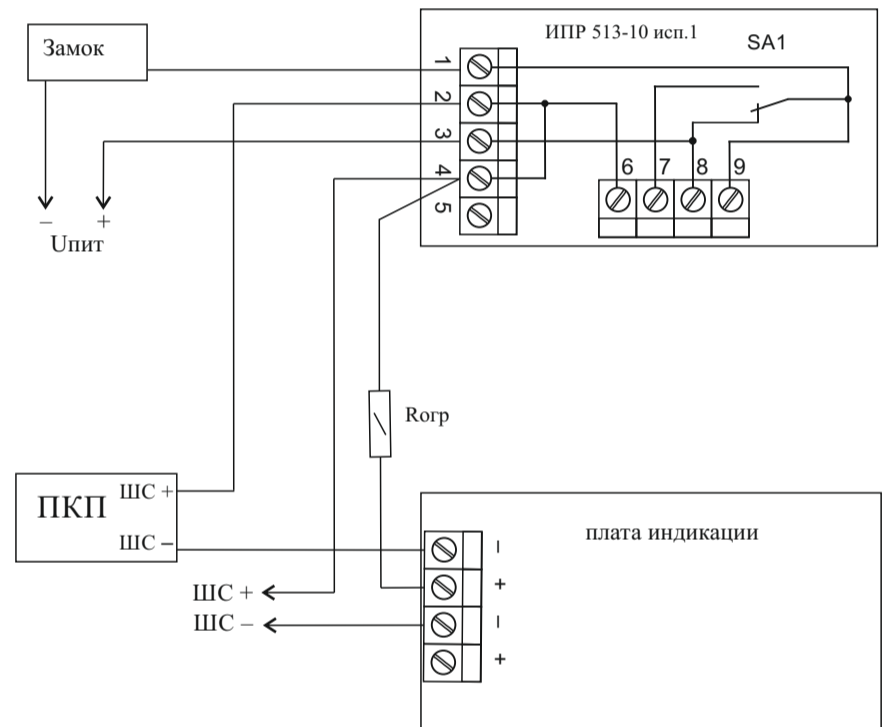 Замок
ИПР 513-10 исп.1
SA1
1
2
3
4
5
6 7 8 9
– +
Uпит
Rогр
ПКП
ШС +
ШС –
ШС +
ШС –
плата индикации
–
+
–
+